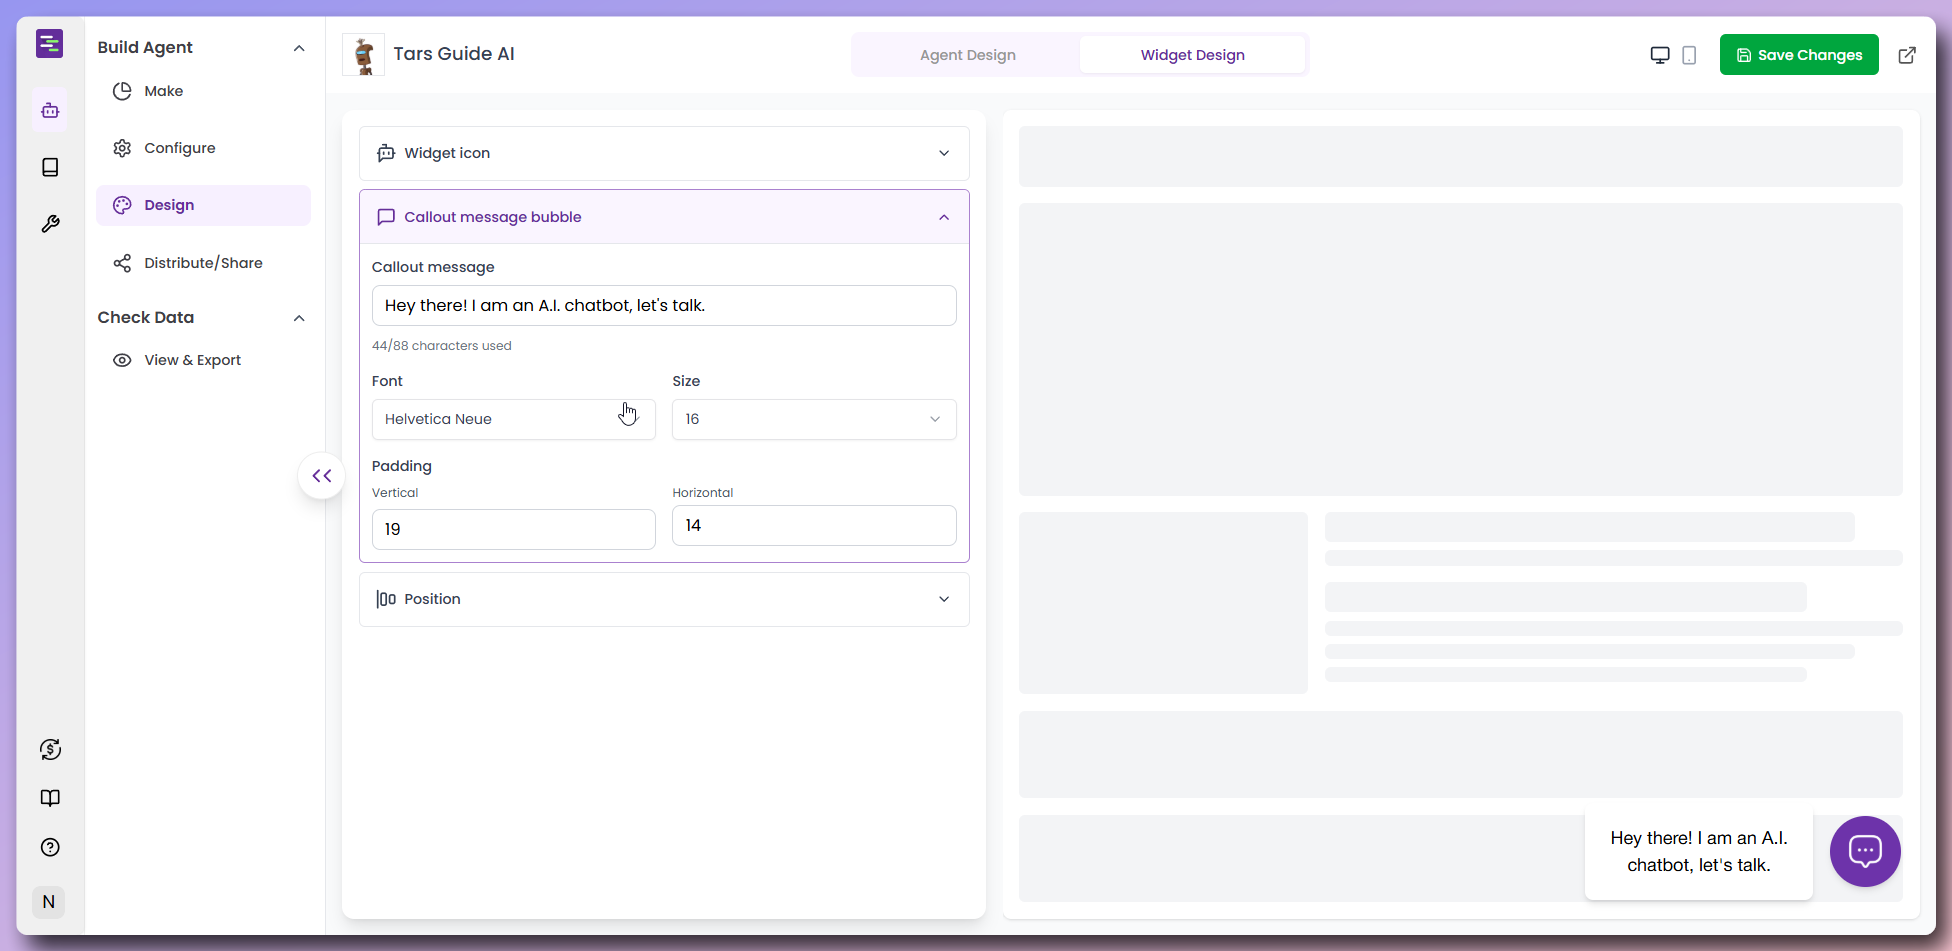 Build Agent
Make
Configure
Design
Distribute/Share
Check Data
View & Export
N
Tars Guide AI
Agent Design
Widget Design
Save Changes
Widget icon
Callout message bubble
Callout message
Hey there! I am an A.I. chatbot, let's talk.
44/88 characters used
Font
Size
Helvetica Neue
16
Padding
Vertical
Horizontal
19
14
Position
Hey there! I am an A.I.
chatbot, let's talk.